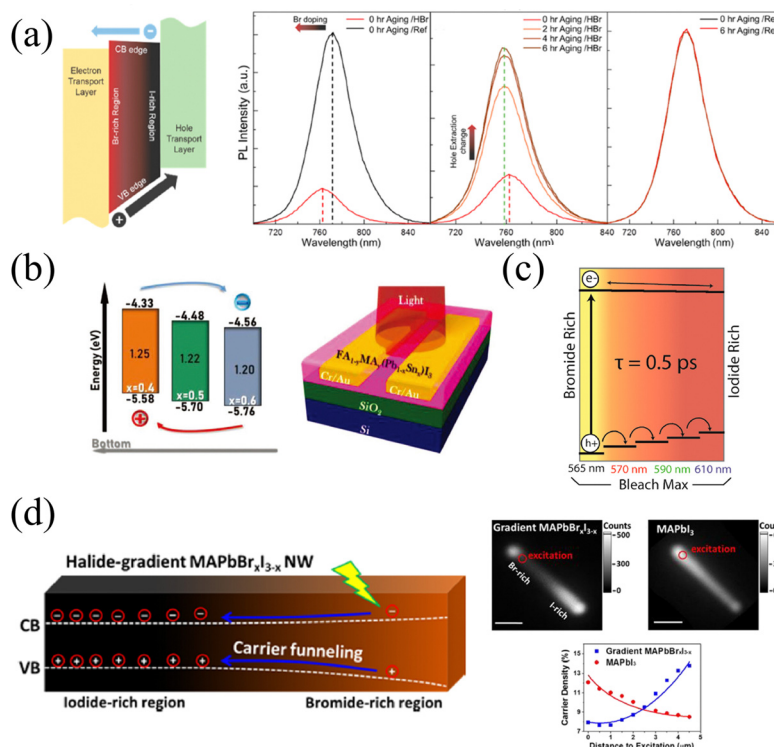 (a)
Electron
Transport
Layer
CB edge
Br-rich Region
I-rich Region
VB edge
Hole
Transport
Layer
PL Intensity (a.u.)
Br doping
0 hr Aging /HBr
0 hr Aging /Ref
720 760 800 840
Wavelength (nm)
0 hr Aging /HBr
2 hr Aging /HBr
4 hr Aging /HBr
6 hr Aging /HBr
Hole Extraction
change
720 760 800 840
Wavelength (nm)
0 hr Aging /Ref
6 hr Aging /Ref
720 760 800 840
Wavelength (nm)
(b)
Energy (eV)
-4.33
-4.48
-4.56
1.25
1.22
1.20
x=0.4
x=0.5
x=0.6
-5.58
-5.70
-5.76
Bottom
Light
FA1-yMAy(Pb1-xSnx)I3
Cr/Au
Cr/Au
SiO2
Si
(c)
e-
Bromide Rich
τ = 0.5 ps
Iodide Rich
h+
565 nm 570 nm 590 nm 610 nm
Bleach Max
(d)
Halide-gradient MAPbBrxI3-x NW
CB
Carrier funneling
VB
Iodide-rich region
Bromide-rich region
Gradient MAPbBrxI3-x
excitation
Br-rich
I-rich
Counts
500
0
MAPbI3
excitation
Counts
Carrier Density (%)
15
13
11
9
7
Gradient MAPbBrxI3-x
MAPbI3
0 1 2 3 4 5
Distance to Excitation (μm)